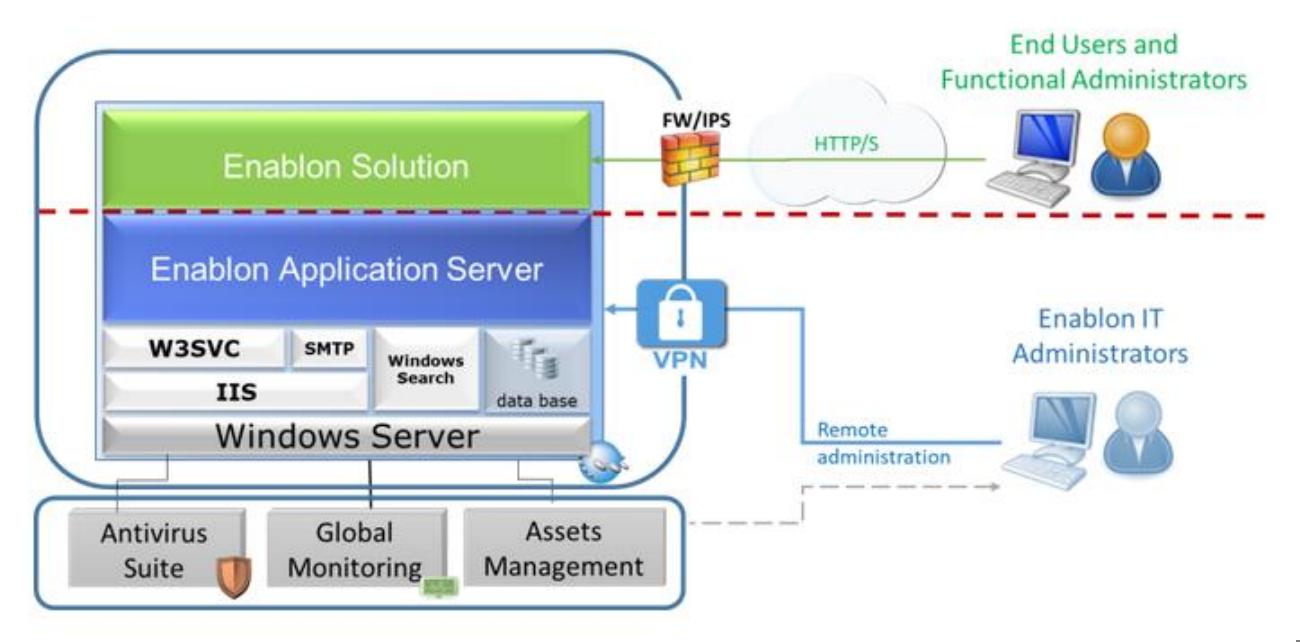 End Users and
Functional Administrators
FW/IPS
HTTP/S
Enablon Solution
Enablon Application Server
VPN
Enablon IT
Administrators
W3SVC
SMTP
Windows
Search
IIS
data base
Windows Server
Remote
administration
Antivirus
Suite
Global
Monitoring
Assets
Management